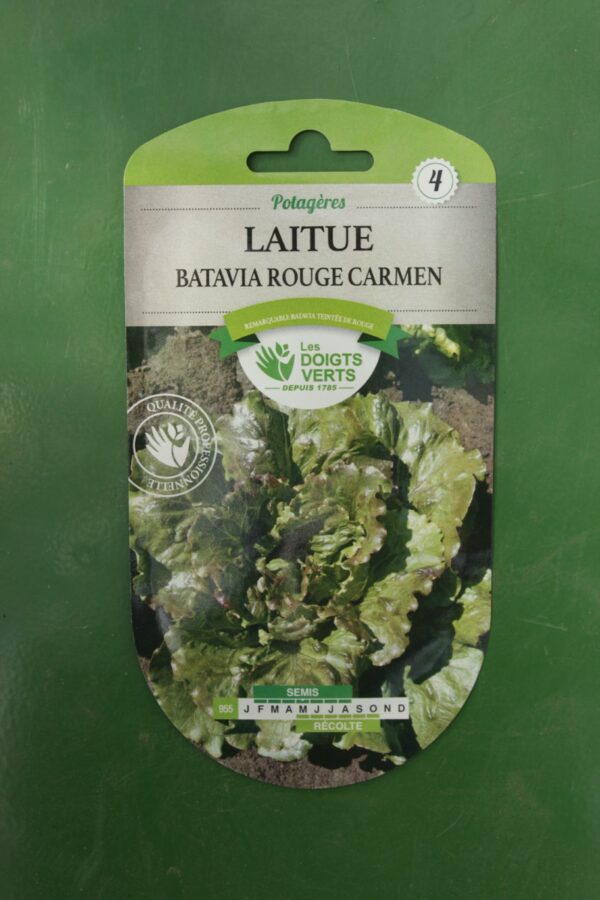 4
Potagères
LAITUE
BATAVIA ROUGE CARMEN
REMARQUABLE BATAVIA TEINTÉE DE ROUGE
Les
DOIGTS
VERTS
DEPUIS 1785
QUALITÉ PROFESSIONNELLE
SEMIS
955 J F M A M J J A S O N D
RÉCOLTE